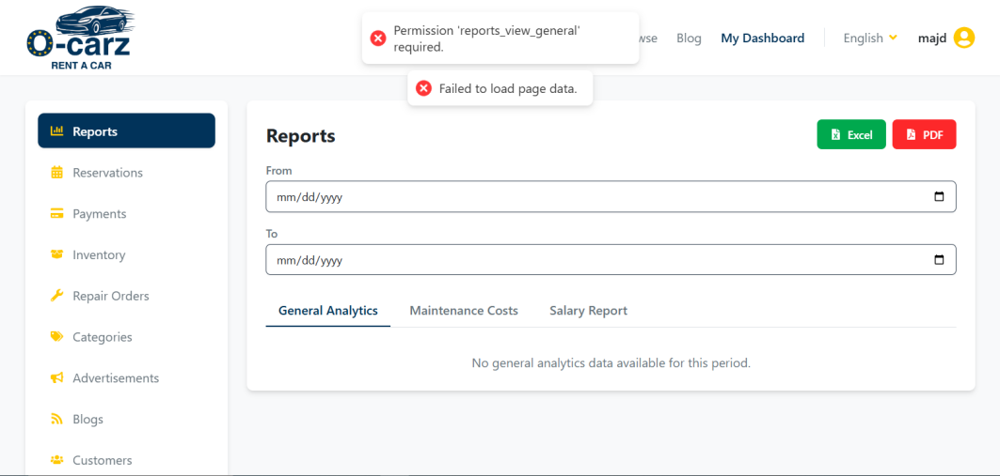 O-carz
RENT A CAR
Permission 'reports_view_general'
required.
Blog
My Dashboard
English
majd
Failed to load page data.
Reports
Reservations
Payments
Inventory
Repair Orders
Categories
Advertisements
Blogs
Customers
Reports
Excel
PDF
From
mm/dd/yyyy
To
mm/dd/yyyy
General Analytics
Maintenance Costs
Salary Report
No general analytics data available for this period.